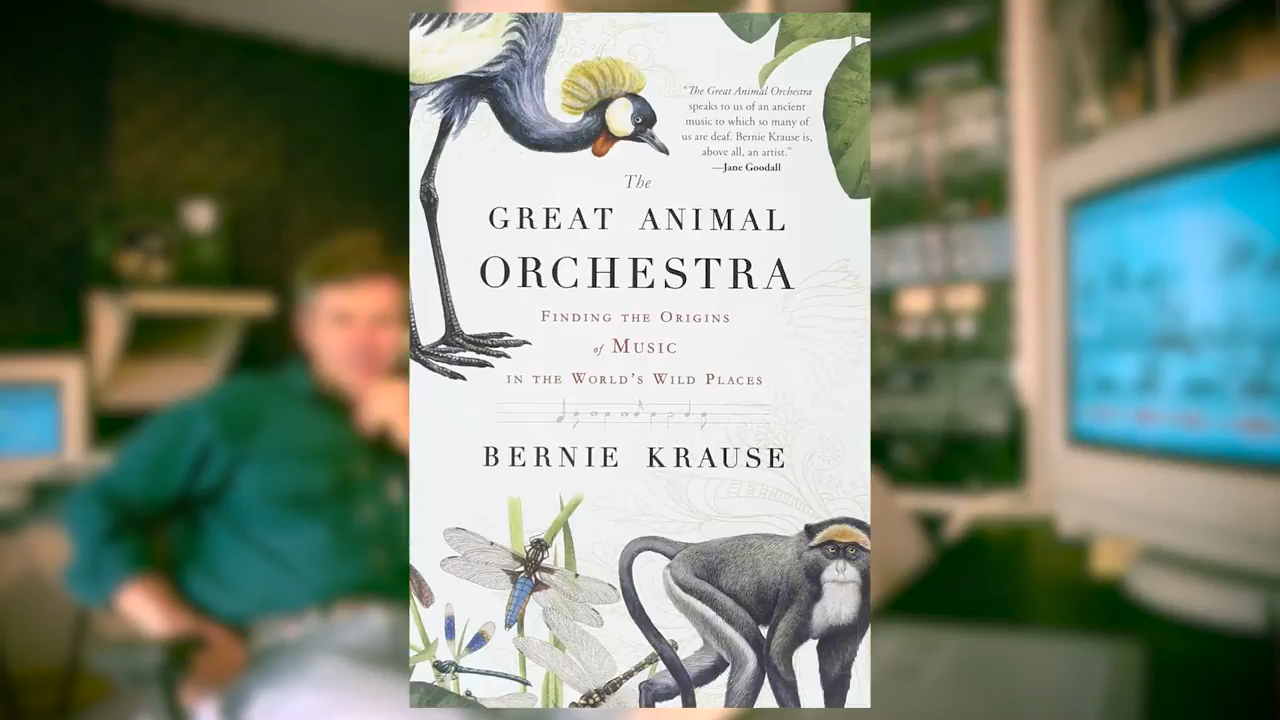 “The Great Animal Orchestra
speaks to us of an ancient
music to which so many of
us are deaf. Bernie Krause is,
above all, an artist.”
—Jane Goodall
The
GREAT ANIMAL
ORCHESTRA
FINDING THE ORIGINS
of MUSIC
IN THE WORLD’S WILD PLACES
BERNIE KRAUSE